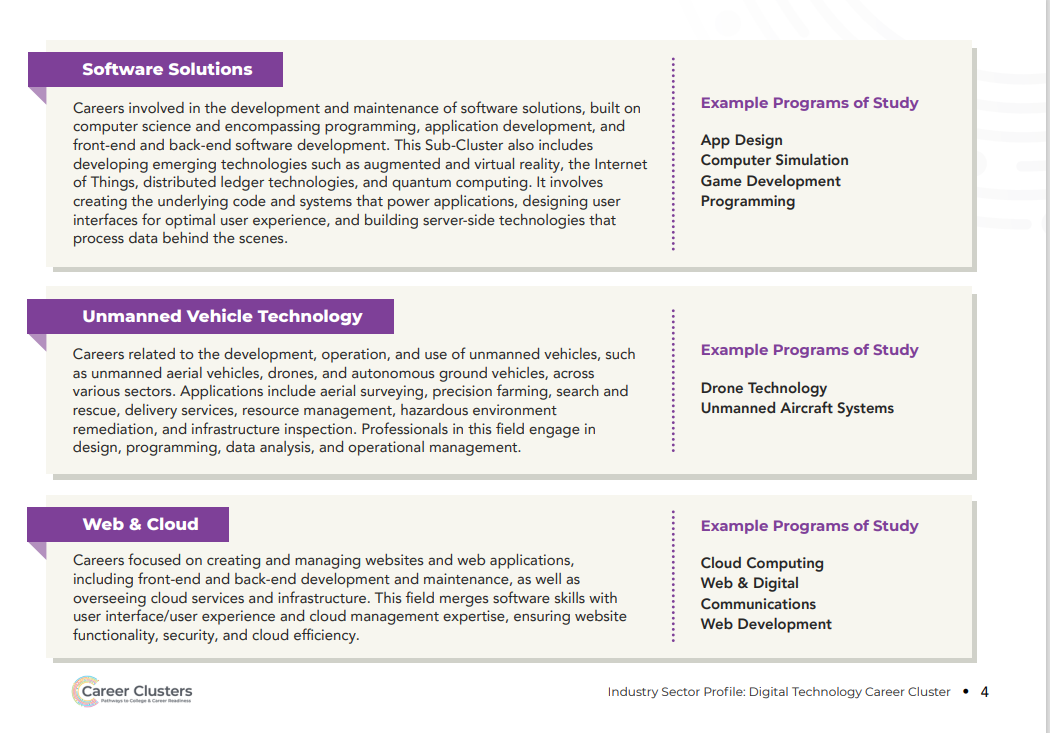 Software Solutions
Careers involved in the development and maintenance of software solutions, built on
computer science and encompassing programming, application development, and
front-end and back-end software development. This Sub-Cluster also includes
developing emerging technologies such as augmented and virtual reality, the Internet
of Things, distributed ledger technologies, and quantum computing. It involves
creating the underlying code and systems that power applications, designing user
interfaces for optimal user experience, and building server-side technologies that
process data behind the scenes.
Example Programs of Study
App Design
Computer Simulation
Game Development
Programming
Unmanned Vehicle Technology
Careers related to the development, operation, and use of unmanned vehicles, such
as unmanned aerial vehicles, drones, and autonomous ground vehicles, across
various sectors. Applications include aerial surveying, precision farming, search and
rescue, delivery services, resource management, hazardous environment
remediation, and infrastructure inspection. Professionals in this field engage in
design, programming, data analysis, and operational management.
Example Programs of Study
Drone Technology
Unmanned Aircraft Systems
Web & Cloud
Careers focused on creating and managing websites and web applications,
including front-end and back-end development and maintenance, as well as
overseeing cloud services and infrastructure. This field merges software skills with
user interface/user experience and cloud management expertise, ensuring website
functionality, security, and cloud efficiency.
Example Programs of Study
Cloud Computing
Web & Digital
Communications
Web Development
Career Clusters
Pathways to College & Career Readiness
Industry Sector Profile: Digital Technology Career Cluster • 4